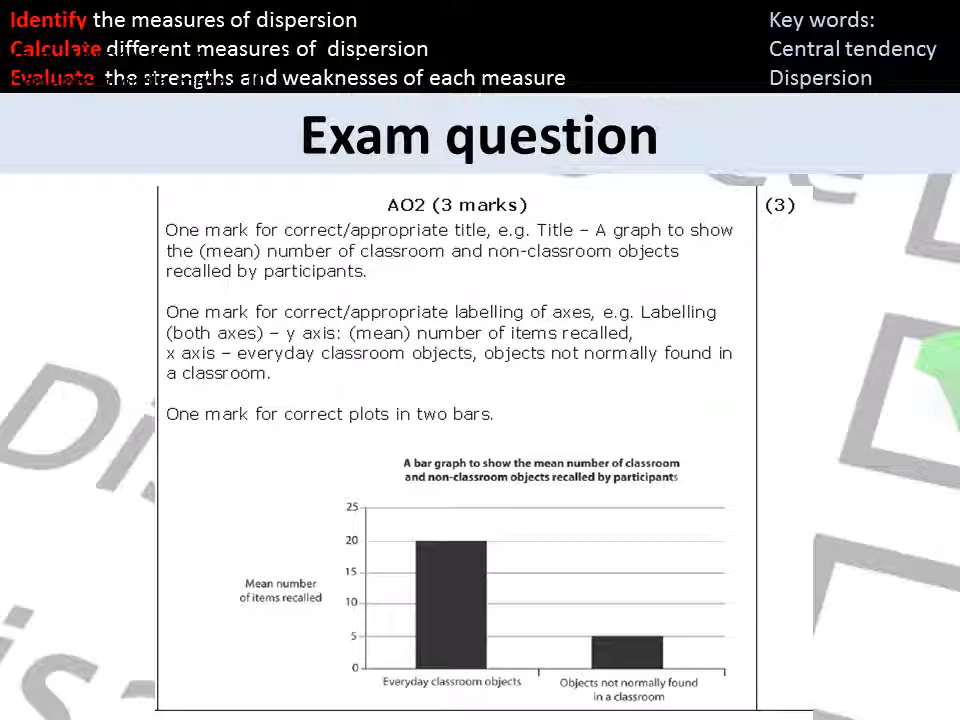 Identify the measures of dispersion
Calculate different measures of dispersion
Evaluate the strengths and weaknesses of each measure
Key words:
Central tendency
Dispersion
Exam question
AO2 (3 marks)
(3)
One mark for correct/appropriate title, e.g. Title – A graph to show
the (mean) number of classroom and non-classroom objects
recalled by participants.
One mark for correct/appropriate labelling of axes, e.g. Labelling
(both axes) – y axis: (mean) number of items recalled,
x axis – everyday classroom objects, objects not normally found in
a classroom.
One mark for correct plots in two bars.
A bar graph to show the mean number of classroom
and non-classroom objects recalled by participants
25
20
15
10
5
0
Mean number
of items recalled
Everyday classroom objects
Objects not normally found
in a classroom